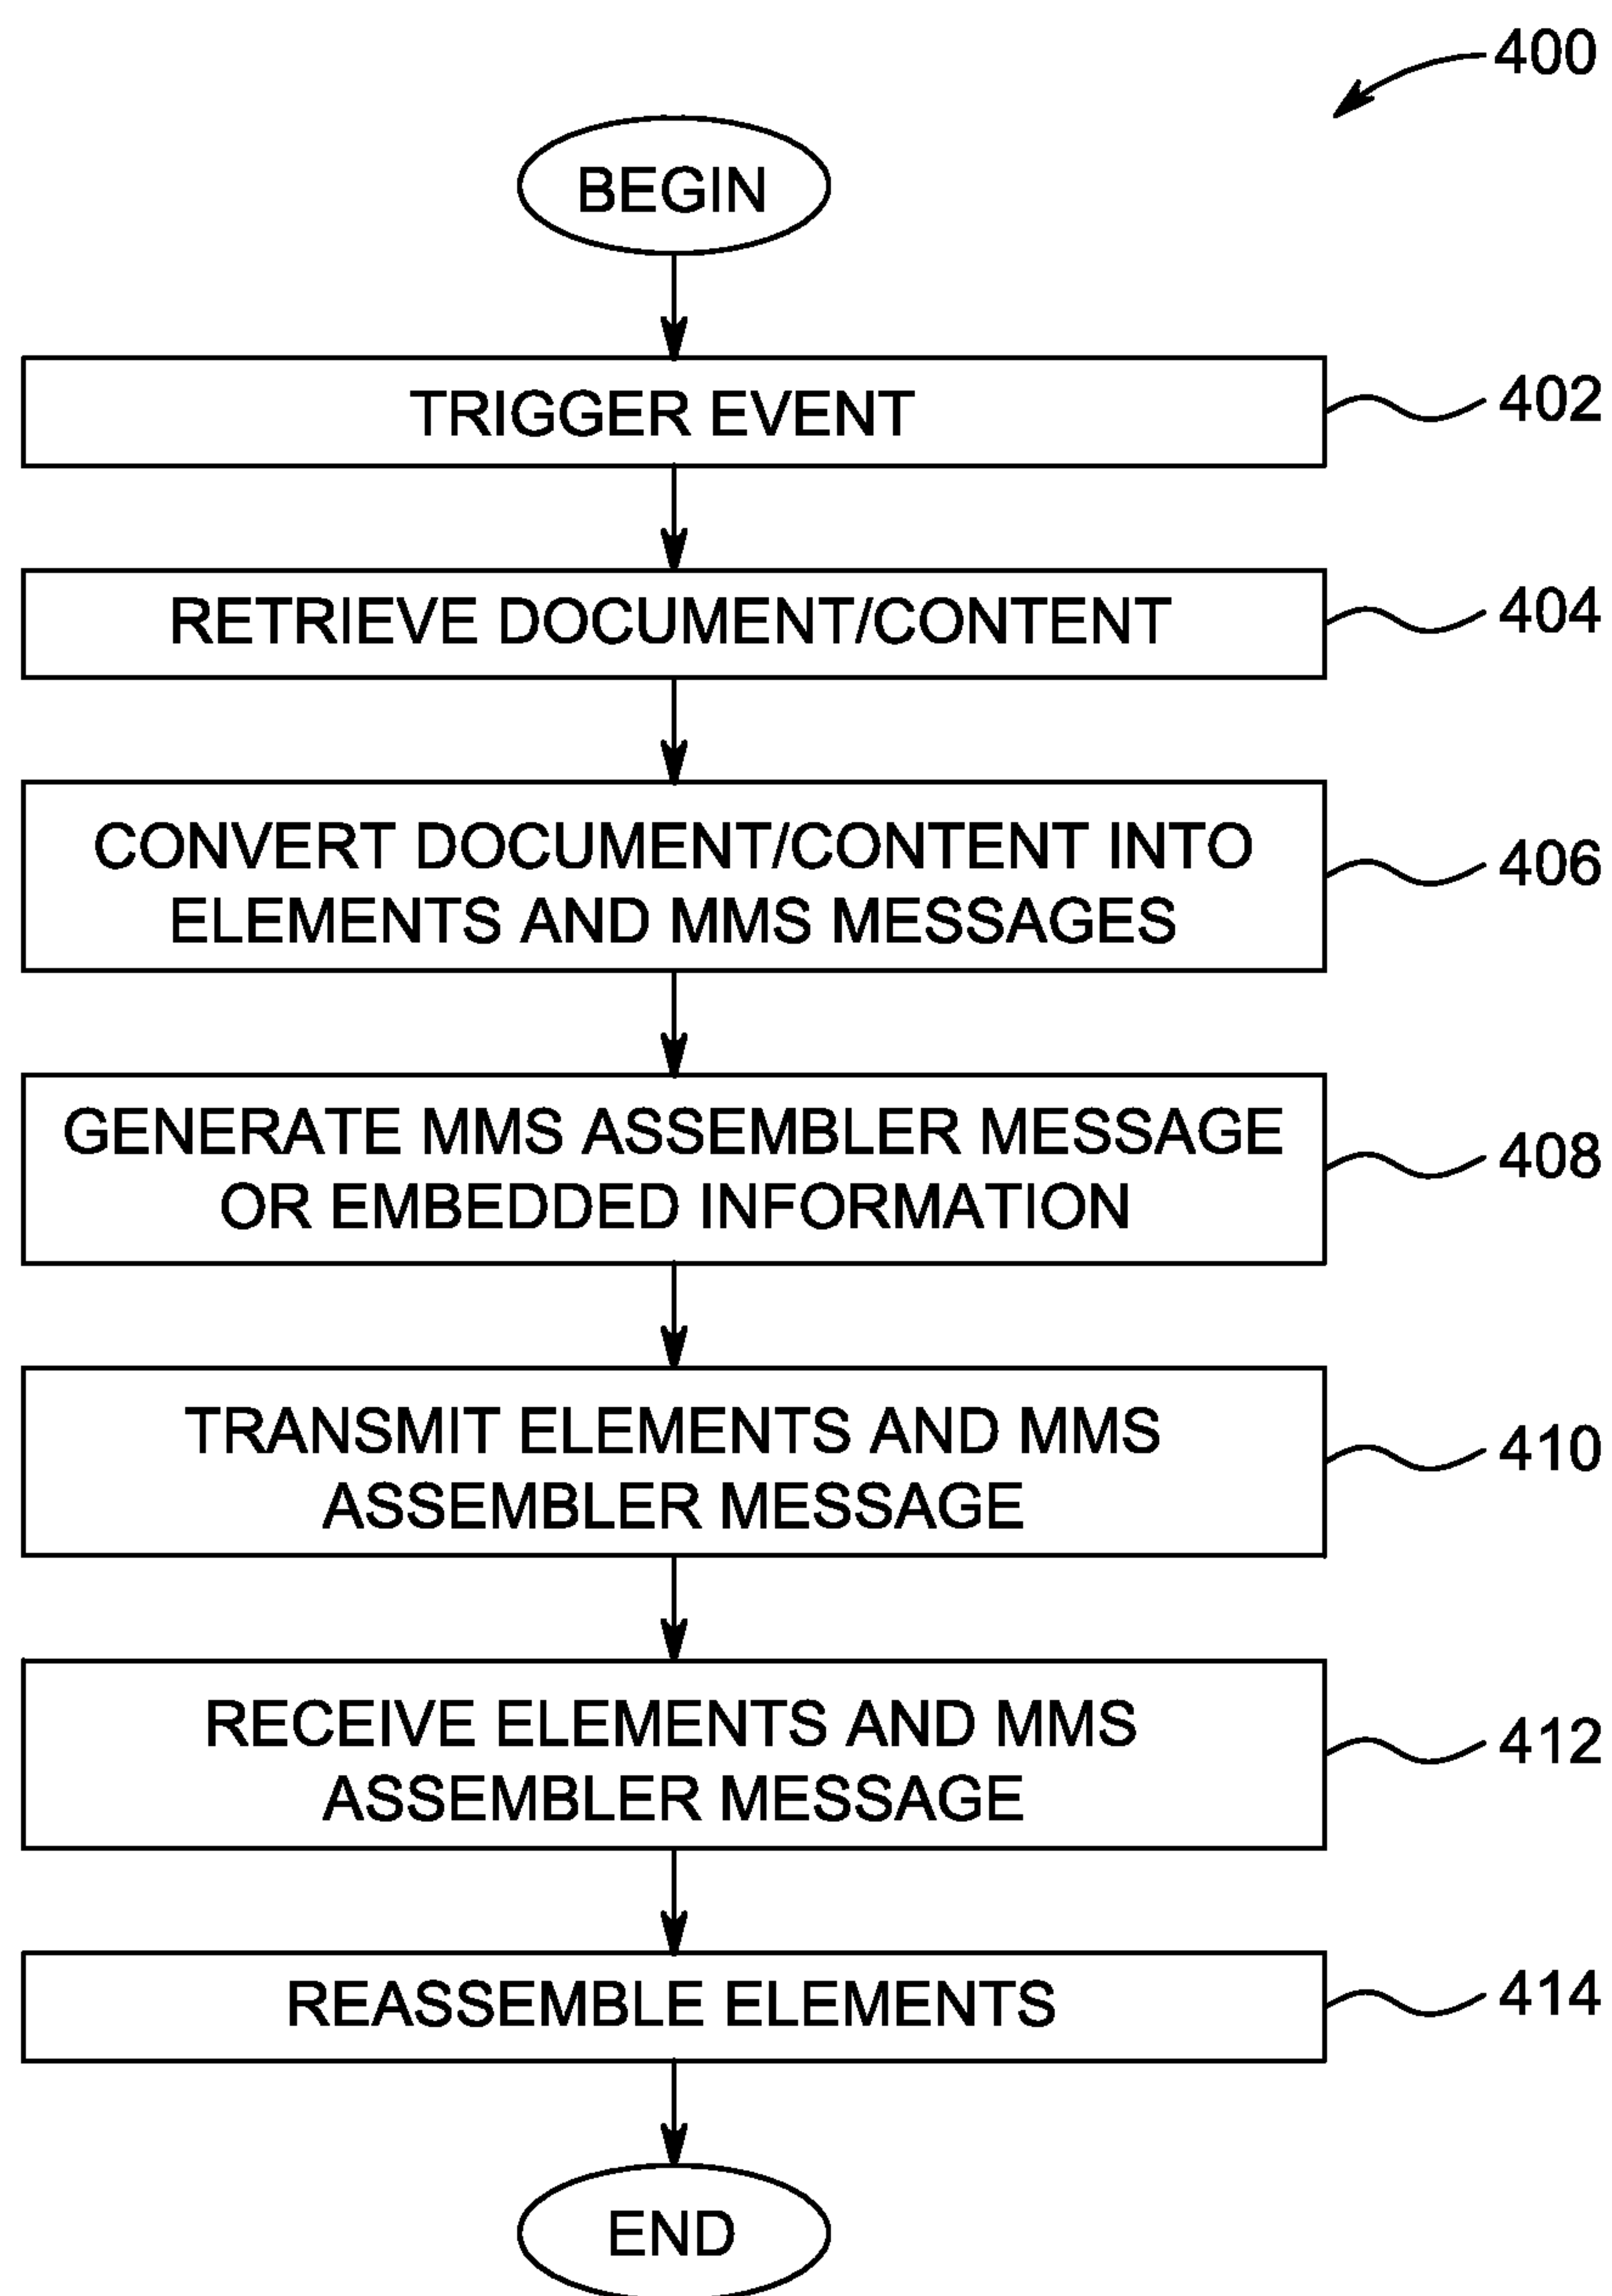 400
BEGIN
TRIGGER EVENT
402
RETRIEVE DOCUMENT/CONTENT
404
CONVERT DOCUMENT/CONTENT INTO
ELEMENTS AND MMS MESSAGES
406
GENERATE MMS ASSEMBLER MESSAGE
OR EMBEDDED INFORMATION
408
TRANSMIT ELEMENTS AND MMS
ASSEMBLER MESSAGE
410
RECEIVE ELEMENTS AND MMS
ASSEMBLER MESSAGE
412
REASSEMBLE ELEMENTS
414
END